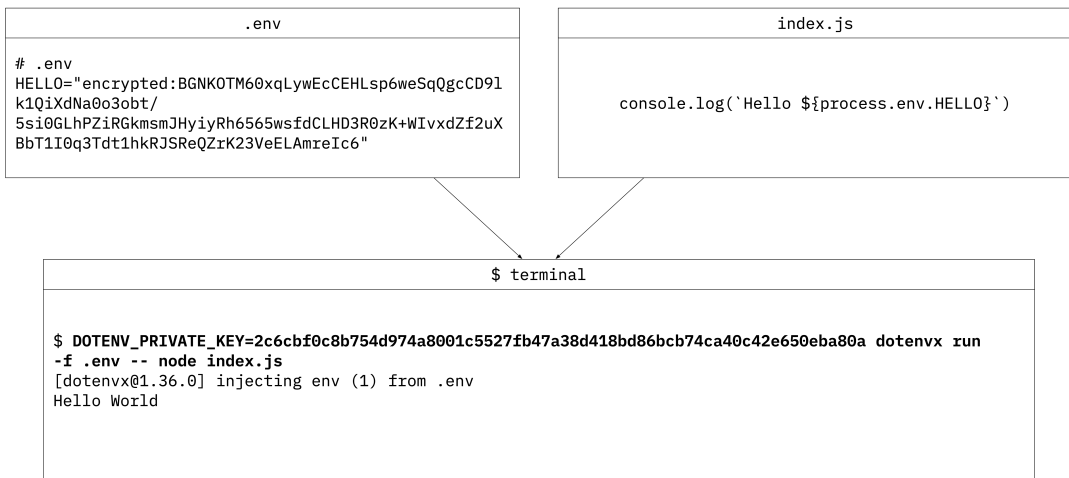 .env
# .env
HELLO="encrypted:BGNKOTM60xqLywEcCEHLsp6weSqQgcCD9l
k1QiXdNa0o3obt/
5si0GLhPZiRGkmsmJHyiyRh6565wsfdCLHD3R0zK+WIvxdZf2uX
BbT1I0q3Tdt1hkRJSReQZrK23VeELAmreIc6"
index.js
console.log(`Hello ${process.env.HELLO}`)
$ terminal
$ DOTENV_PRIVATE_KEY=2c6cbf0c8b754d974a8001c5527fb47a38d418bd86bcb74ca40c42e650eba80a dotenvx run
-f .env -- node index.js
[dotenvx@1.36.0] injecting env (1) from .env
Hello World